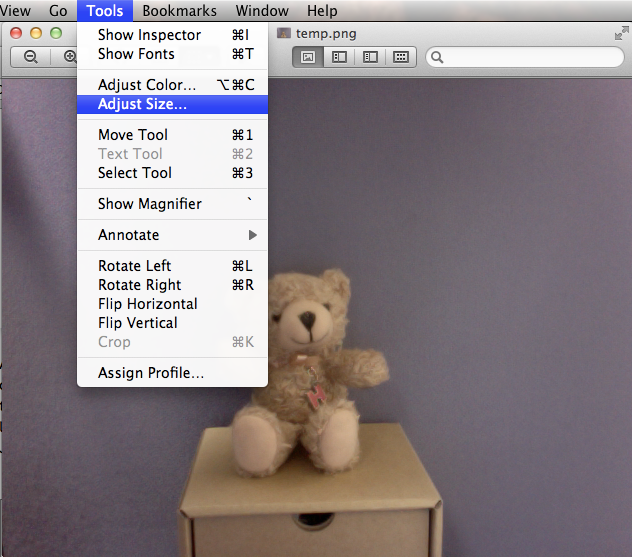 View Go Tools Bookmarks Window Help
temp.png
Show Inspector ⌘I
Show Fonts ⌘T
Adjust Color... ⌥⌘C
Adjust Size...
Move Tool ⌘1
Text Tool ⌘2
Select Tool ⌘3
Show Magnifier `
Annotate
Rotate Left ⌘L
Rotate Right ⌘R
Flip Horizontal
Flip Vertical
Crop ⌘K
Assign Profile...